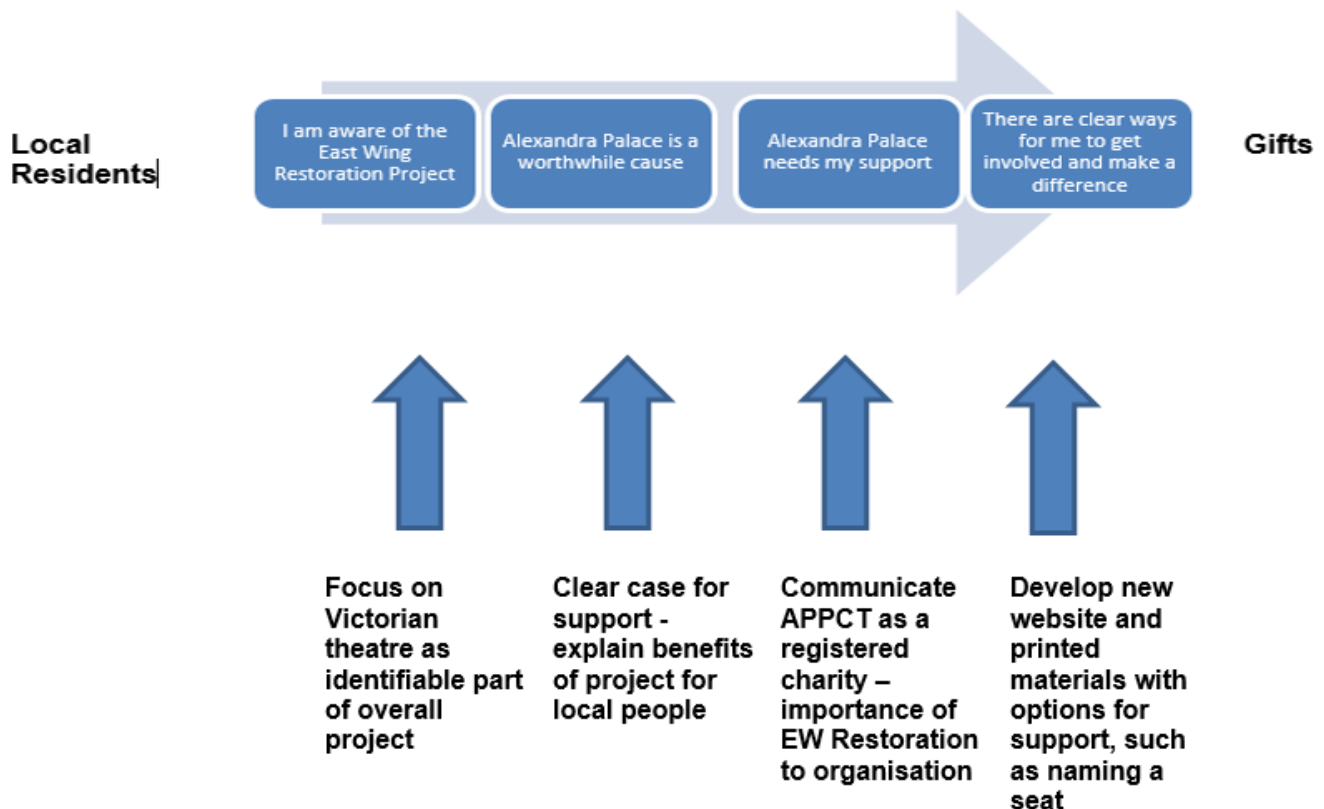 Local
Residents
I am aware of the
East Wing
Restoration Project
Alexandra Palace is a
worthwhile cause
Alexandra Palace
needs my support
There are clear ways
for me to get
involved and make a
difference
Gifts
Focus on
Victorian
theatre as
identifiable part
of overall
project
Clear case for
support -
explain benefits
of project for
local people
Communicate
APPCT as a
registered
charity –
importance of
EW Restoration
to organisation
Develop new
website and
printed
materials with
options for
support, such
as naming a
seat